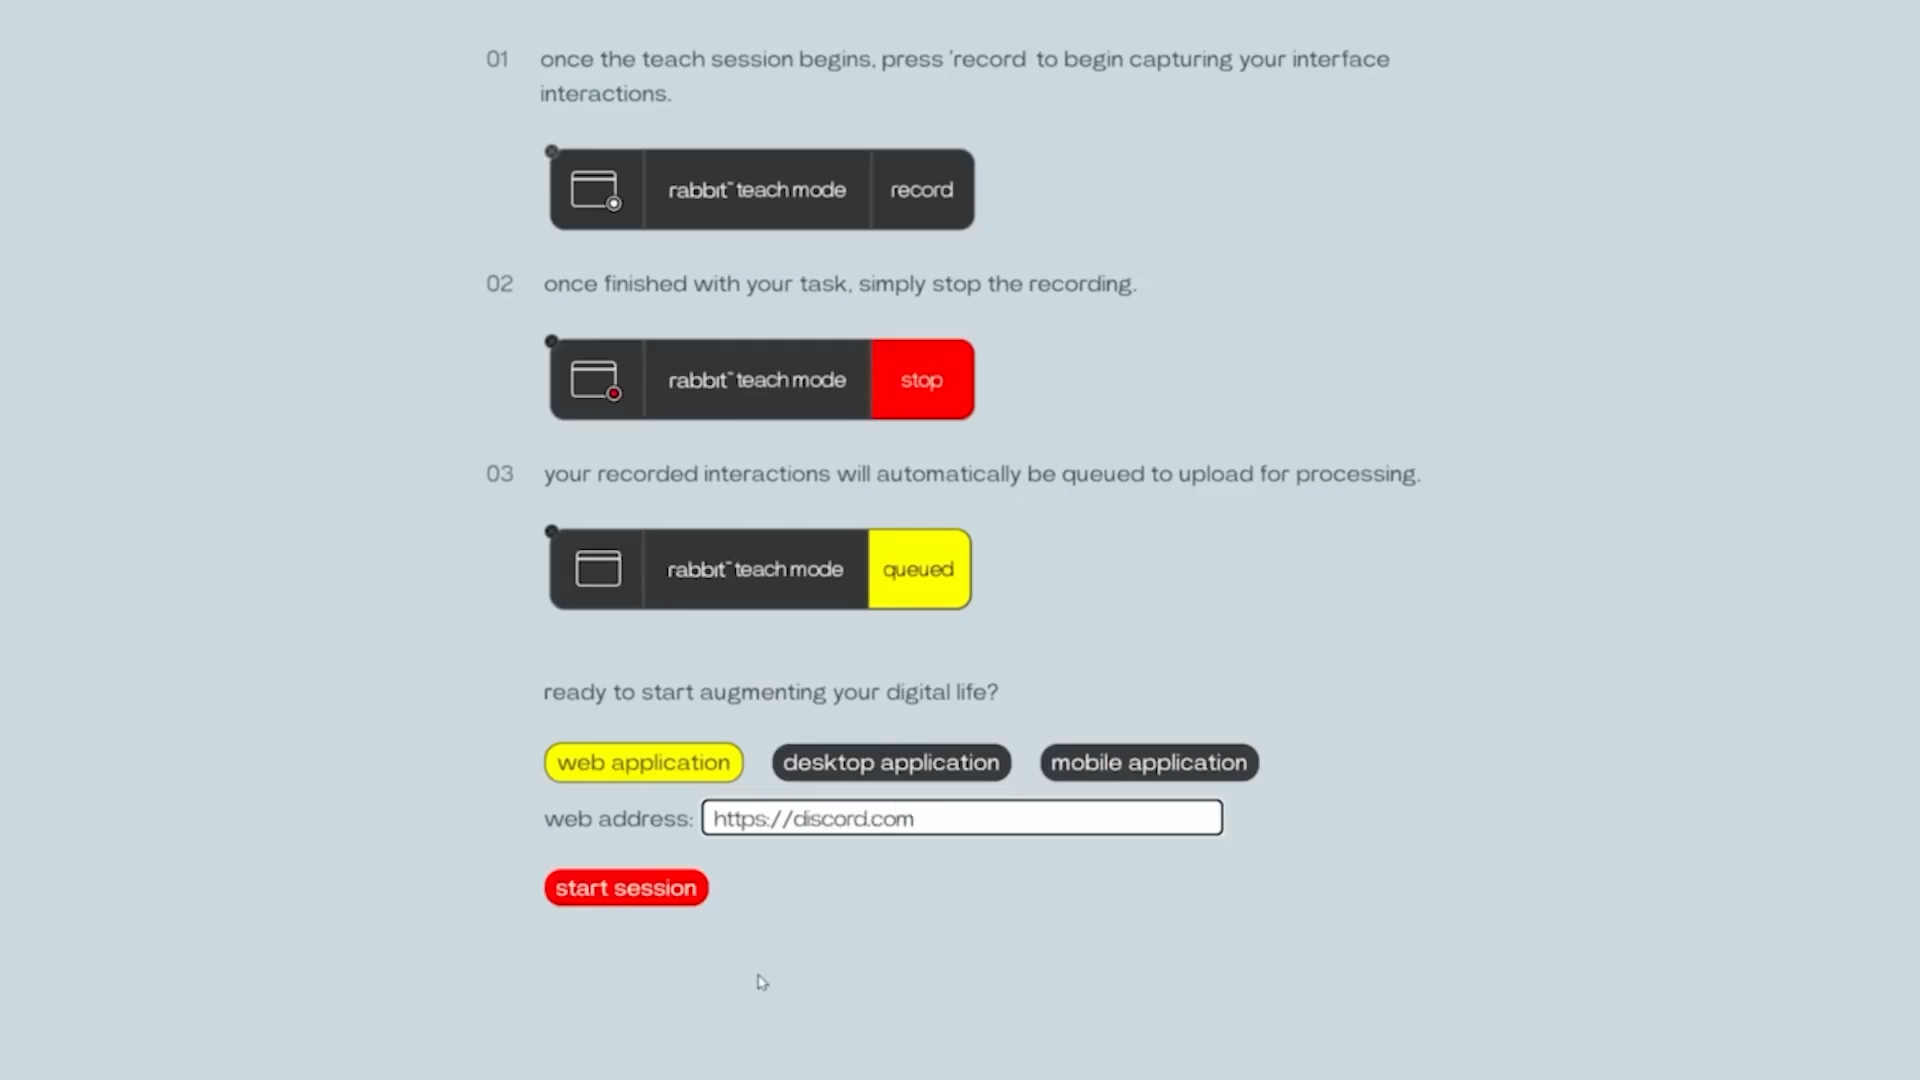 01 once the teach session begins, press 'record' to begin capturing your interface
interactions.
rabbit™ teach mode record
02 once finished with your task, simply stop the recording.
rabbit™ teach mode stop
03 your recorded interactions will automatically be queued to upload for processing.
rabbit™ teach mode queued
ready to start augmenting your digital life?
web application desktop application mobile application
web address: https://discord.com
start session